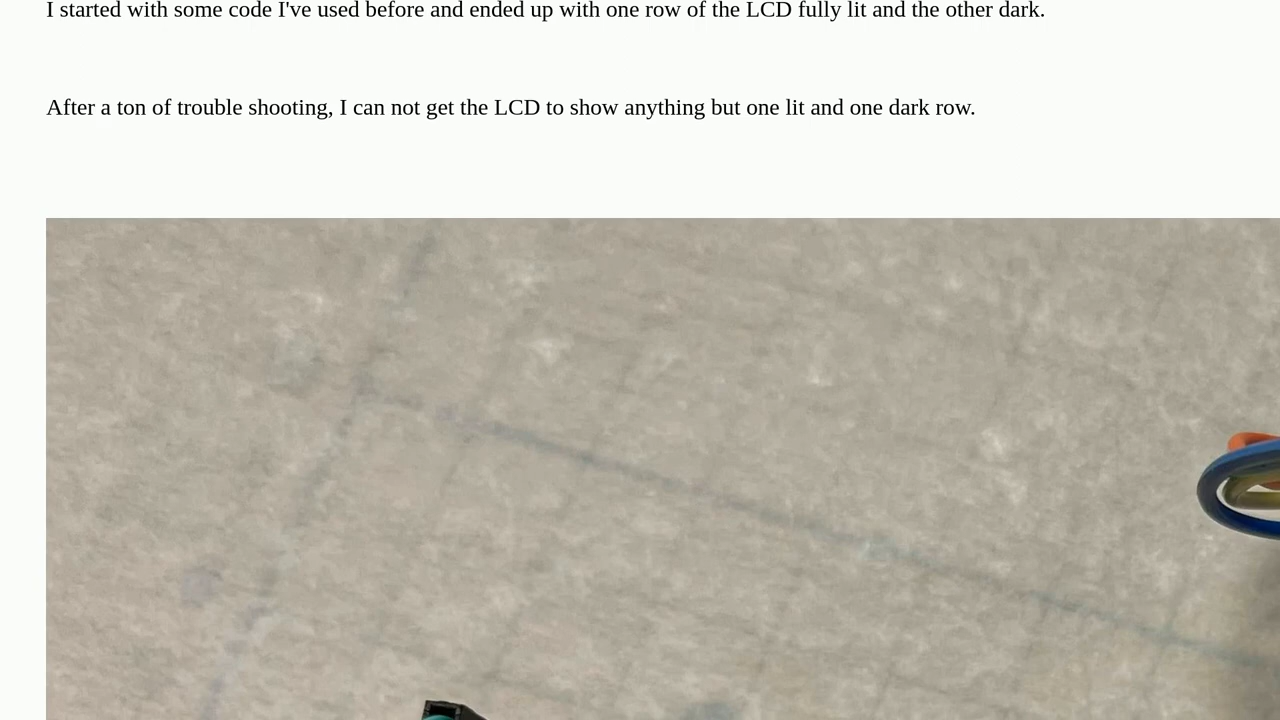 I started with some code I've used before and ended up with one row of the LCD fully lit and the other dark.
After a ton of trouble shooting, I can not get the LCD to show anything but one lit and one dark row.